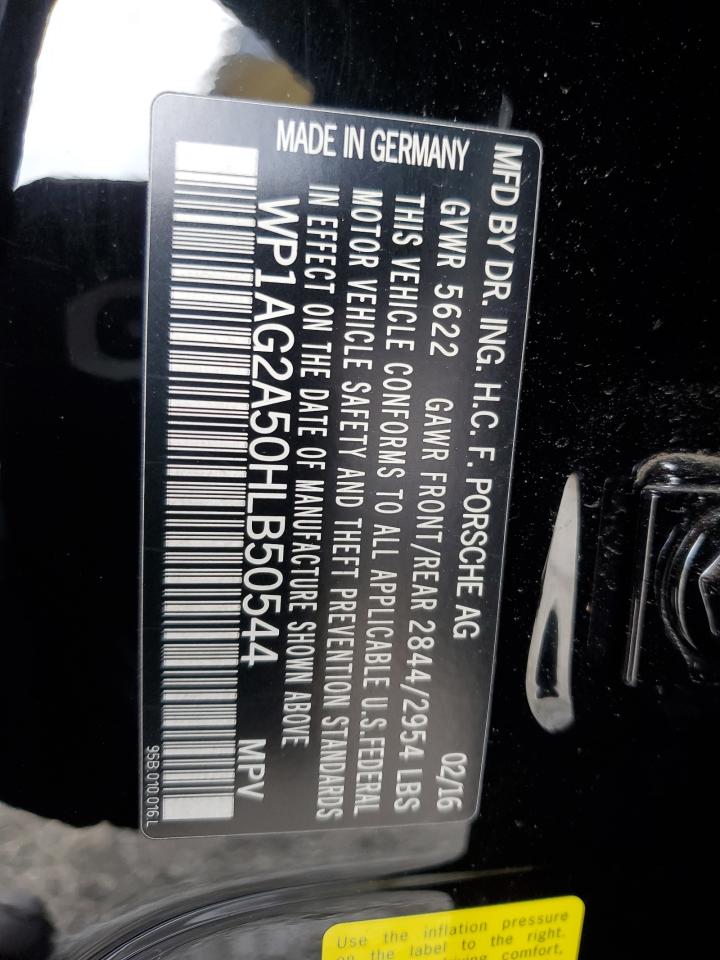 MFD BY DR. ING. H.C. F. PORSCHE AG
MADE IN GERMANY
02/16
GVWR 5622 GAWR FRONT/REAR 2844/2954 LBS
THIS VEHICLE CONFORMS TO ALL APPLICABLE U.S.FEDERAL
MOTOR VEHICLE SAFETY AND THEFT PREVENTION STANDARDS
IN EFFECT ON THE DATE OF MANUFACTURE SHOWN ABOVE
WP1AG2A50HLB50544 MPV
95B.010.016.L
Use the inflation pressure
on the label to the right.
driving comfort,